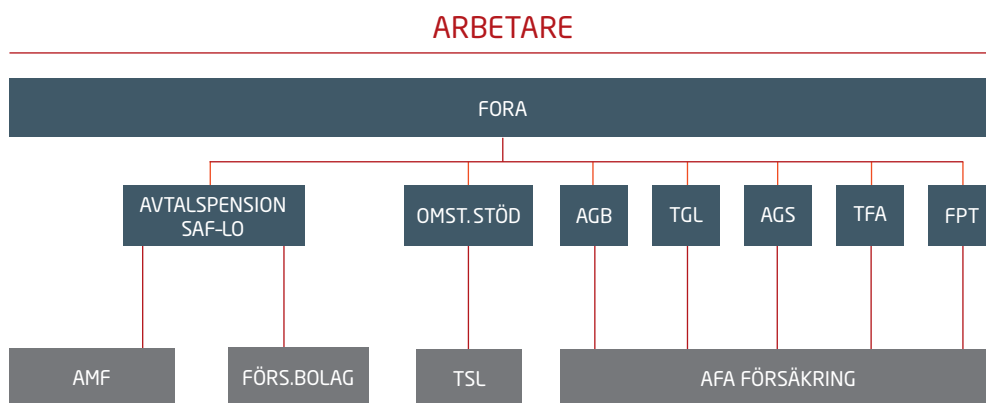 ARBETARE
FORA
AVTALSPENSION
SAF–LO
OMST. STÖD
AGB
TGL
AGS
TFA
FPT
AMF
FÖRS.BOLAG
TSL
AFA FÖRSÄKRING